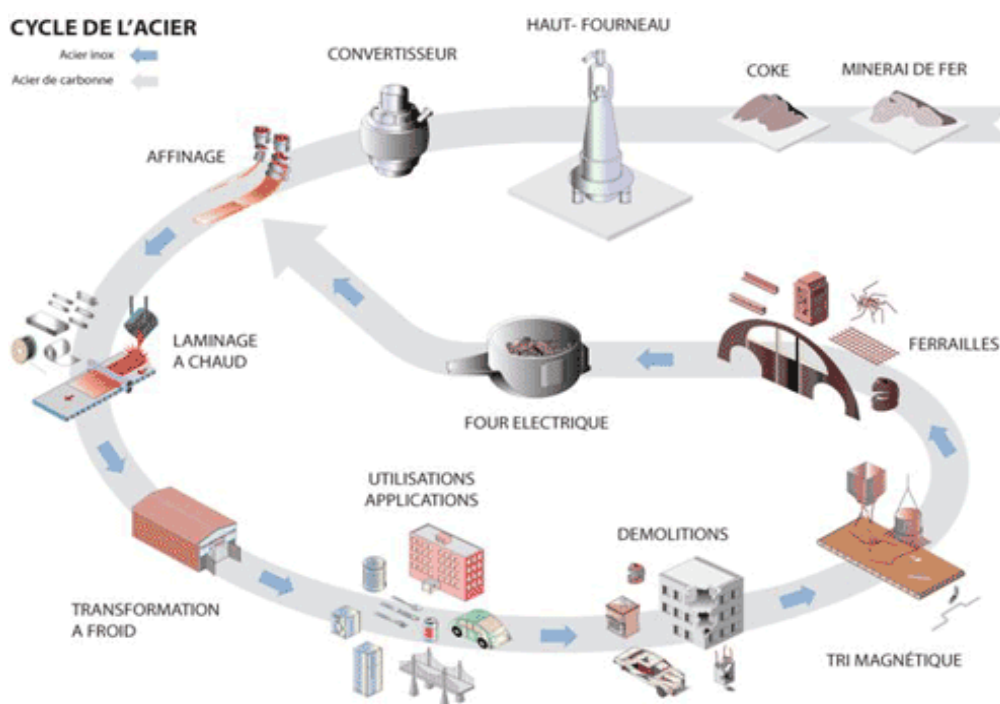 CYCLE DE L'ACIER
Acier inox
Acier de carbonne
CONVERTISSEUR
HAUT- FOURNEAU
COKE
MINERAI DE FER
AFFINAGE
LAMINAGE
A CHAUD
FERRAILLES
FOUR ELECTRIQUE
UTILISATIONS
APPLICATIONS
DEMOLITIONS
TRANSFORMATION
A FROID
TRI MAGNÉTIQUE